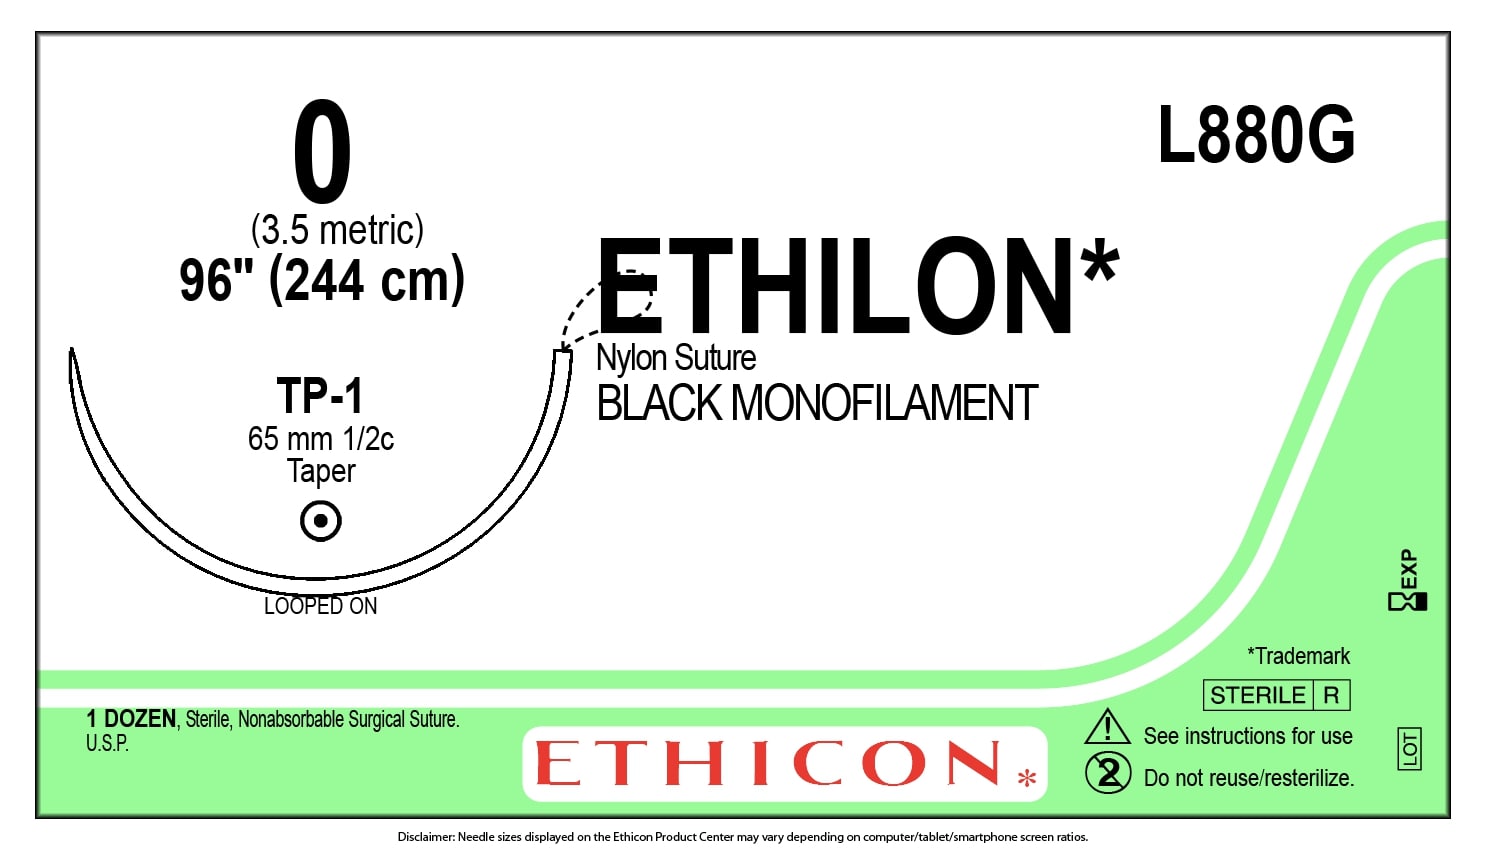 0
(3.5 metric)
96" (244 cm)
TP-1
65 mm 1/2c
Taper
LOOPED ON
L880G
ETHILON*
Nylon Suture
BLACK MONOFILAMENT
EXP
*Trademark
STERILE R
1 DOZEN, Sterile, Nonabsorbable Surgical Suture.
U.S.P.
ETHICON*
! See instructions for use
2 Do not reuse/resterilize.
LOT
Disclaimer: Needle sizes displayed on the Ethicon Product Center may vary depending on computer/tablet/smartphone screen ratios.